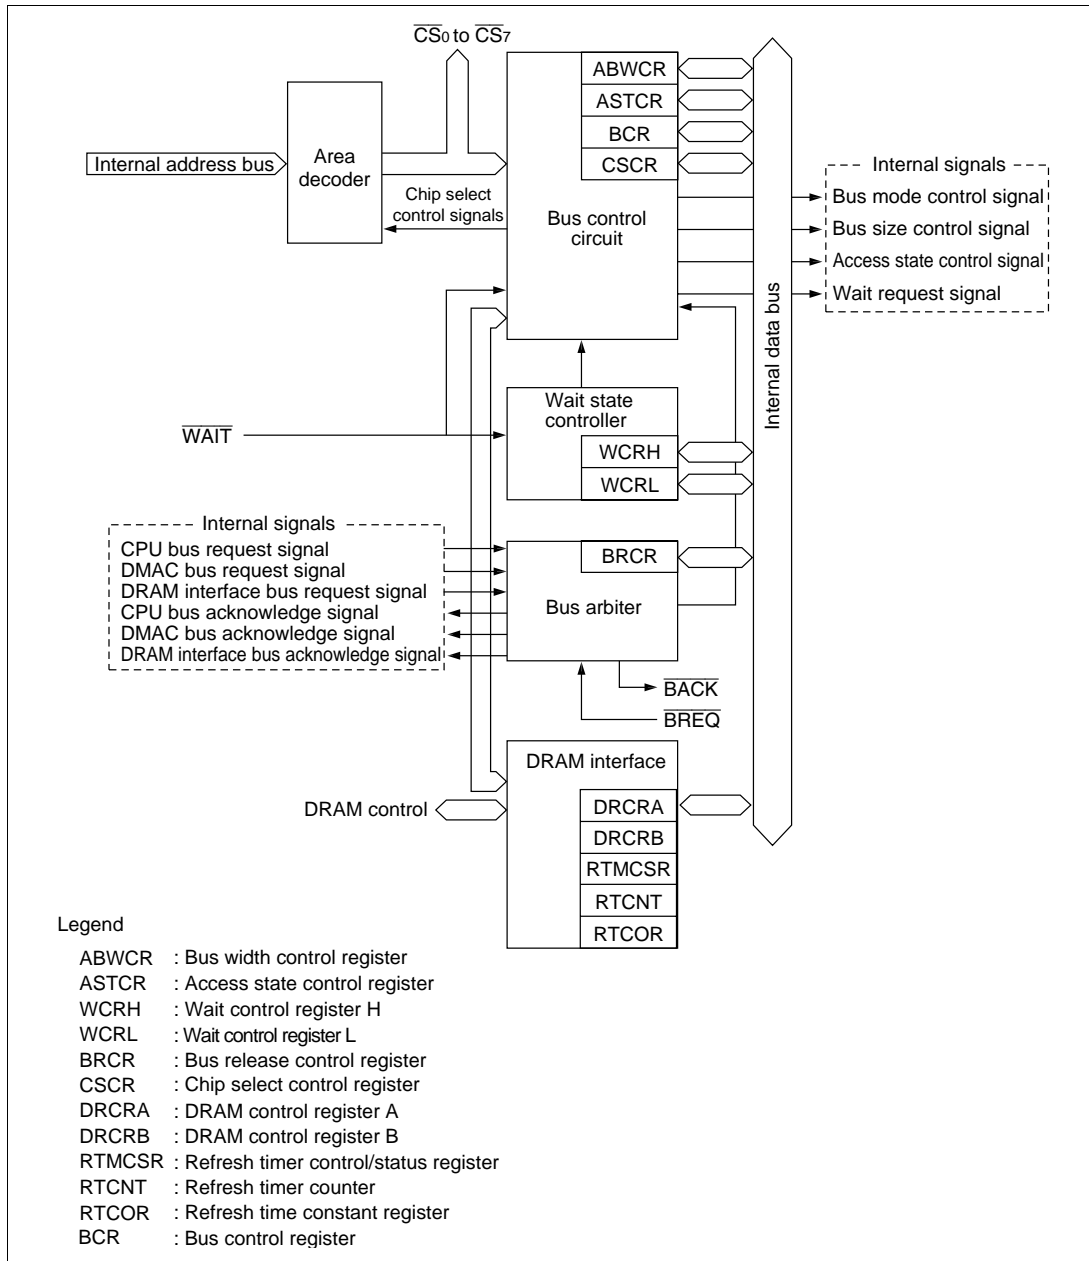 C̅S̅₀ to C̅S̅₇
ABWCR
ASTCR
BCR
CSCR
Internal address bus
Area
decoder
Chip select
control signals
Bus control
circuit
Internal data bus
Internal signals
Bus mode control signal
Bus size control signal
Access state control signal
Wait request signal
W̅A̅I̅T̅
Wait state
controller
WCRH
WCRL
Internal signals
CPU bus request signal
DMAC bus request signal
DRAM interface bus request signal
CPU bus acknowledge signal
DMAC bus acknowledge signal
DRAM interface bus acknowledge signal
BRCR
Bus arbiter
B̅A̅C̅K̅
B̅R̅E̅Q̅
DRAM interface
DRAM control
DRCRA
DRCRB
RTMCSR
RTCNT
RTCOR
Legend
ABWCR : Bus width control register
ASTCR : Access state control register
WCRH : Wait control register H
WCRL : Wait control register L
BRCR : Bus release control register
CSCR : Chip select control register
DRCRA : DRAM control register A
DRCRB : DRAM control register B
RTMCSR : Refresh timer control/status register
RTCNT : Refresh timer counter
RTCOR : Refresh time constant register
BCR : Bus control register